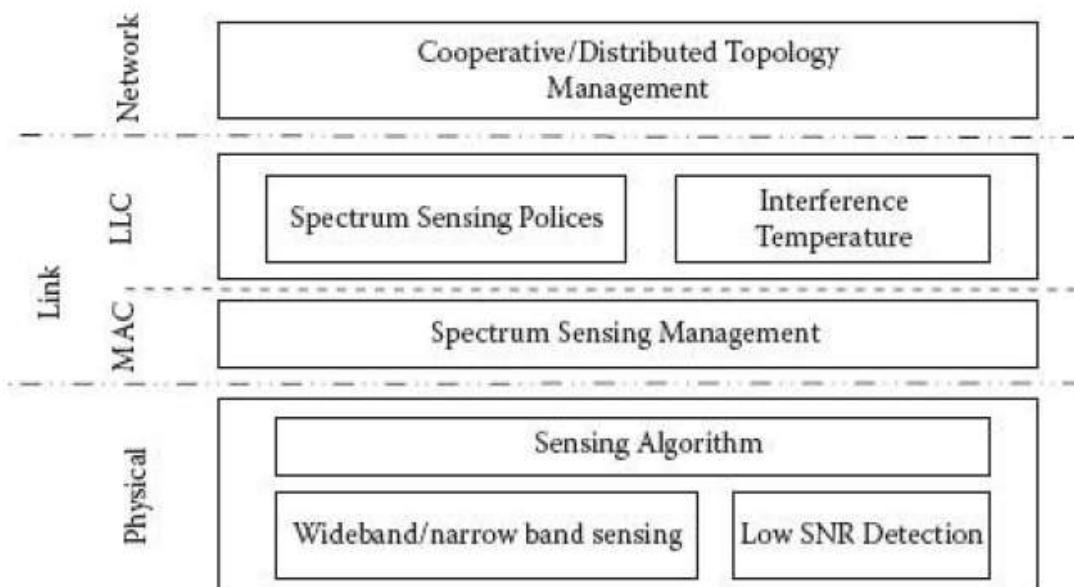 Network
Cooperative/Distributed Topology
Management
Link
LLC
Spectrum Sensing Polices
Interference
Temperature
MAC
Spectrum Sensing Management
Physical
Sensing Algorithm
Wideband/narrow band sensing
Low SNR Detection